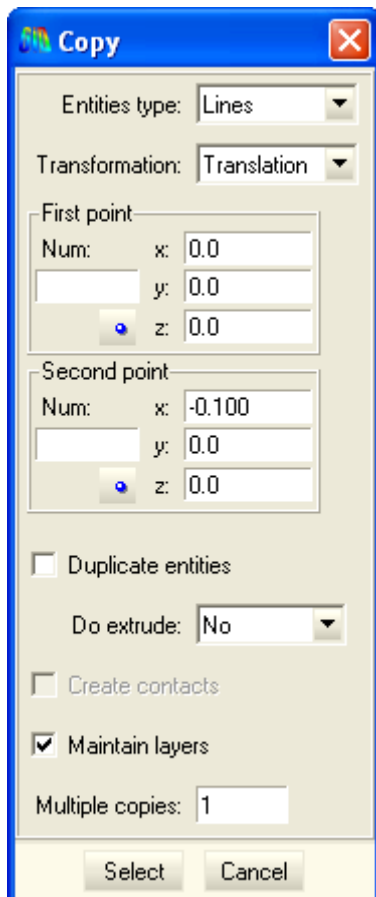 Copy
Entities type: Lines
Transformation: Translation
First point
Num: x: 0.0
y: 0.0
z: 0.0
Second point
Num: x: -0.100
y: 0.0
z: 0.0
Duplicate entities
Do extrude: No
Create contacts
Maintain layers
Multiple copies: 1
Select Cancel